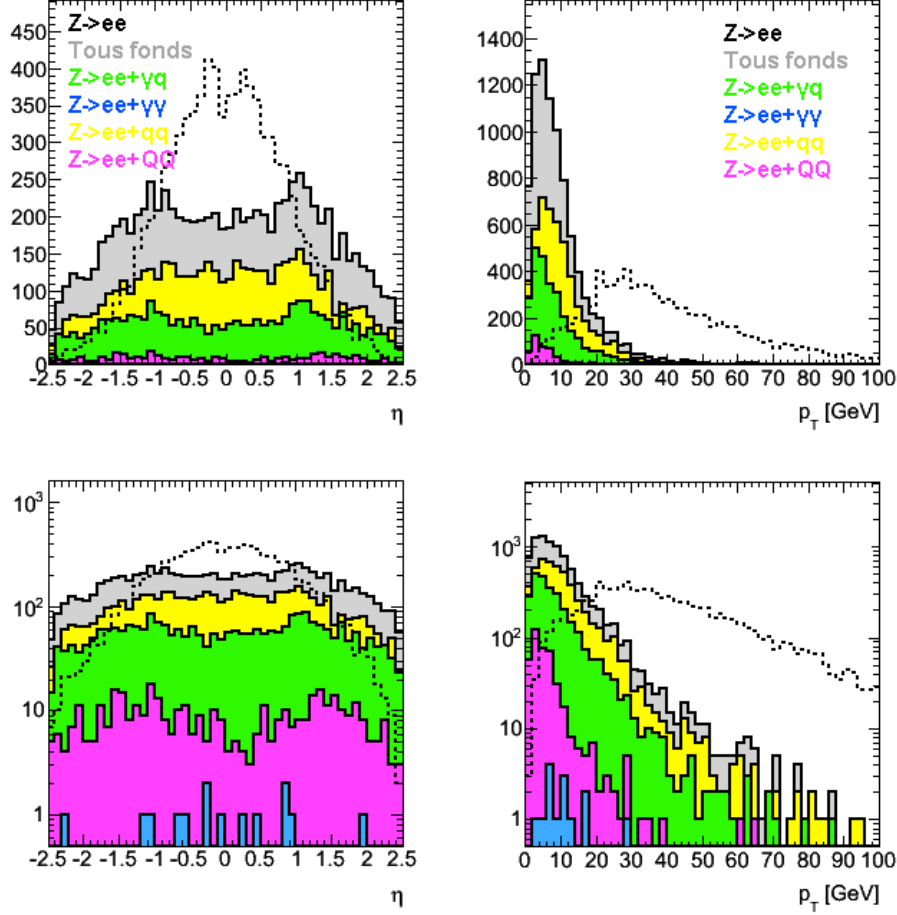 450
400
350
300
250
200
150
100
50
0
Z->ee
Tous fonds
Z->ee+γq
Z->ee+γγ
Z->ee+qq
Z->ee+QQ
-2.5 -2 -1.5 -1 -0.5 0 0.5 1 1.5 2 2.5
η
1400
1200
1000
800
600
400
200
0
Z->ee
Tous fonds
Z->ee+γq
Z->ee+γγ
Z->ee+qq
Z->ee+QQ
0 10 20 30 40 50 60 70 80 90 100
p_T [GeV]
10³
10²
10
1
-2.5 -2 -1.5 -1 -0.5 0 0.5 1 1.5 2 2.5
η
10³
10²
10
1
0 10 20 30 40 50 60 70 80 90 100
p_T [GeV]